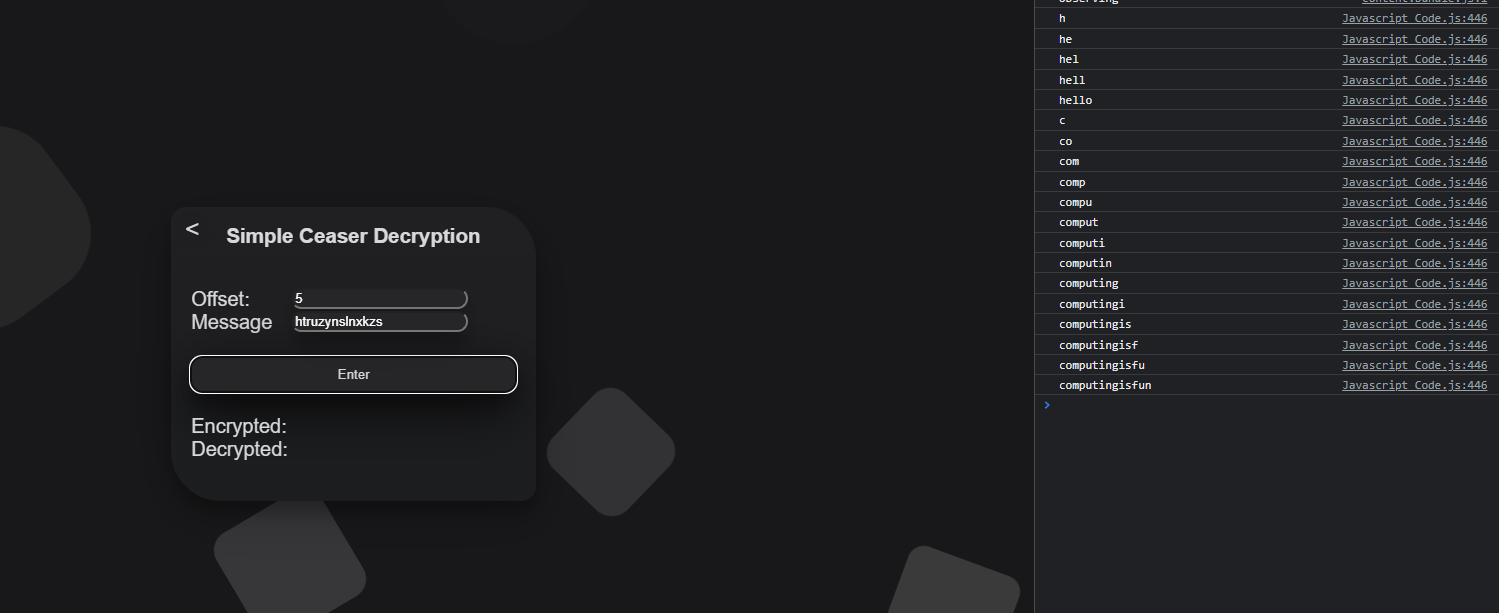 < Simple Ceaser Decryption
Offset: 5
Message htruzynslnxkzs
Enter
Encrypted:
Decrypted:
h Javascript Code.js:446
he Javascript Code.js:446
hel Javascript Code.js:446
hell Javascript Code.js:446
hello Javascript Code.js:446
c Javascript Code.js:446
co Javascript Code.js:446
com Javascript Code.js:446
comp Javascript Code.js:446
compu Javascript Code.js:446
comput Javascript Code.js:446
computi Javascript Code.js:446
computin Javascript Code.js:446
computing Javascript Code.js:446
computingi Javascript Code.js:446
computingis Javascript Code.js:446
computingisf Javascript Code.js:446
computingisfu Javascript Code.js:446
computingisfun Javascript Code.js:446
>